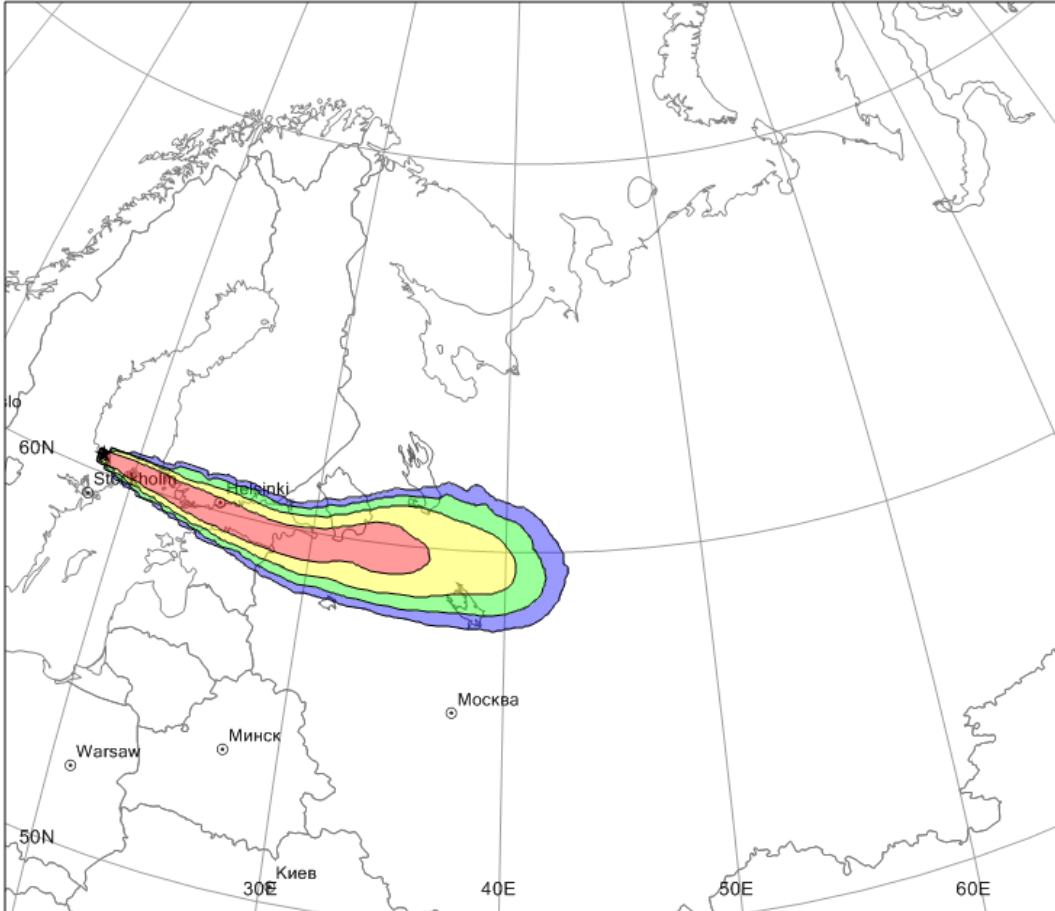 slo
60N
Stockholm
Helsinki
Москва
Минск
Warsaw
50N
Киев
30E
40E
50E
60E